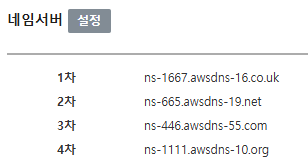 네임서버 설정
1차 ns-1667.awsdns-16.co.uk
2차 ns-665.awsdns-19.net
3차 ns-446.awsdns-55.com
4차 ns-1111.awsdns-10.org